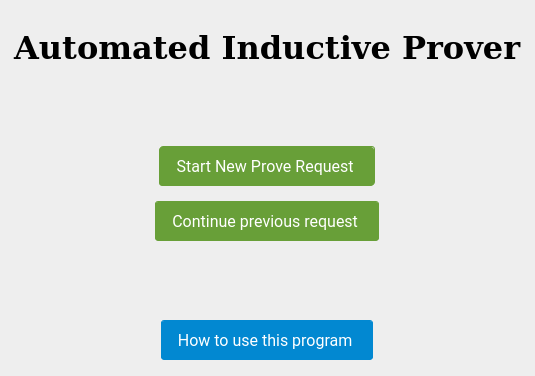 Automated Inductive Prover
Start New Prove Request
Continue previous request
How to use this program